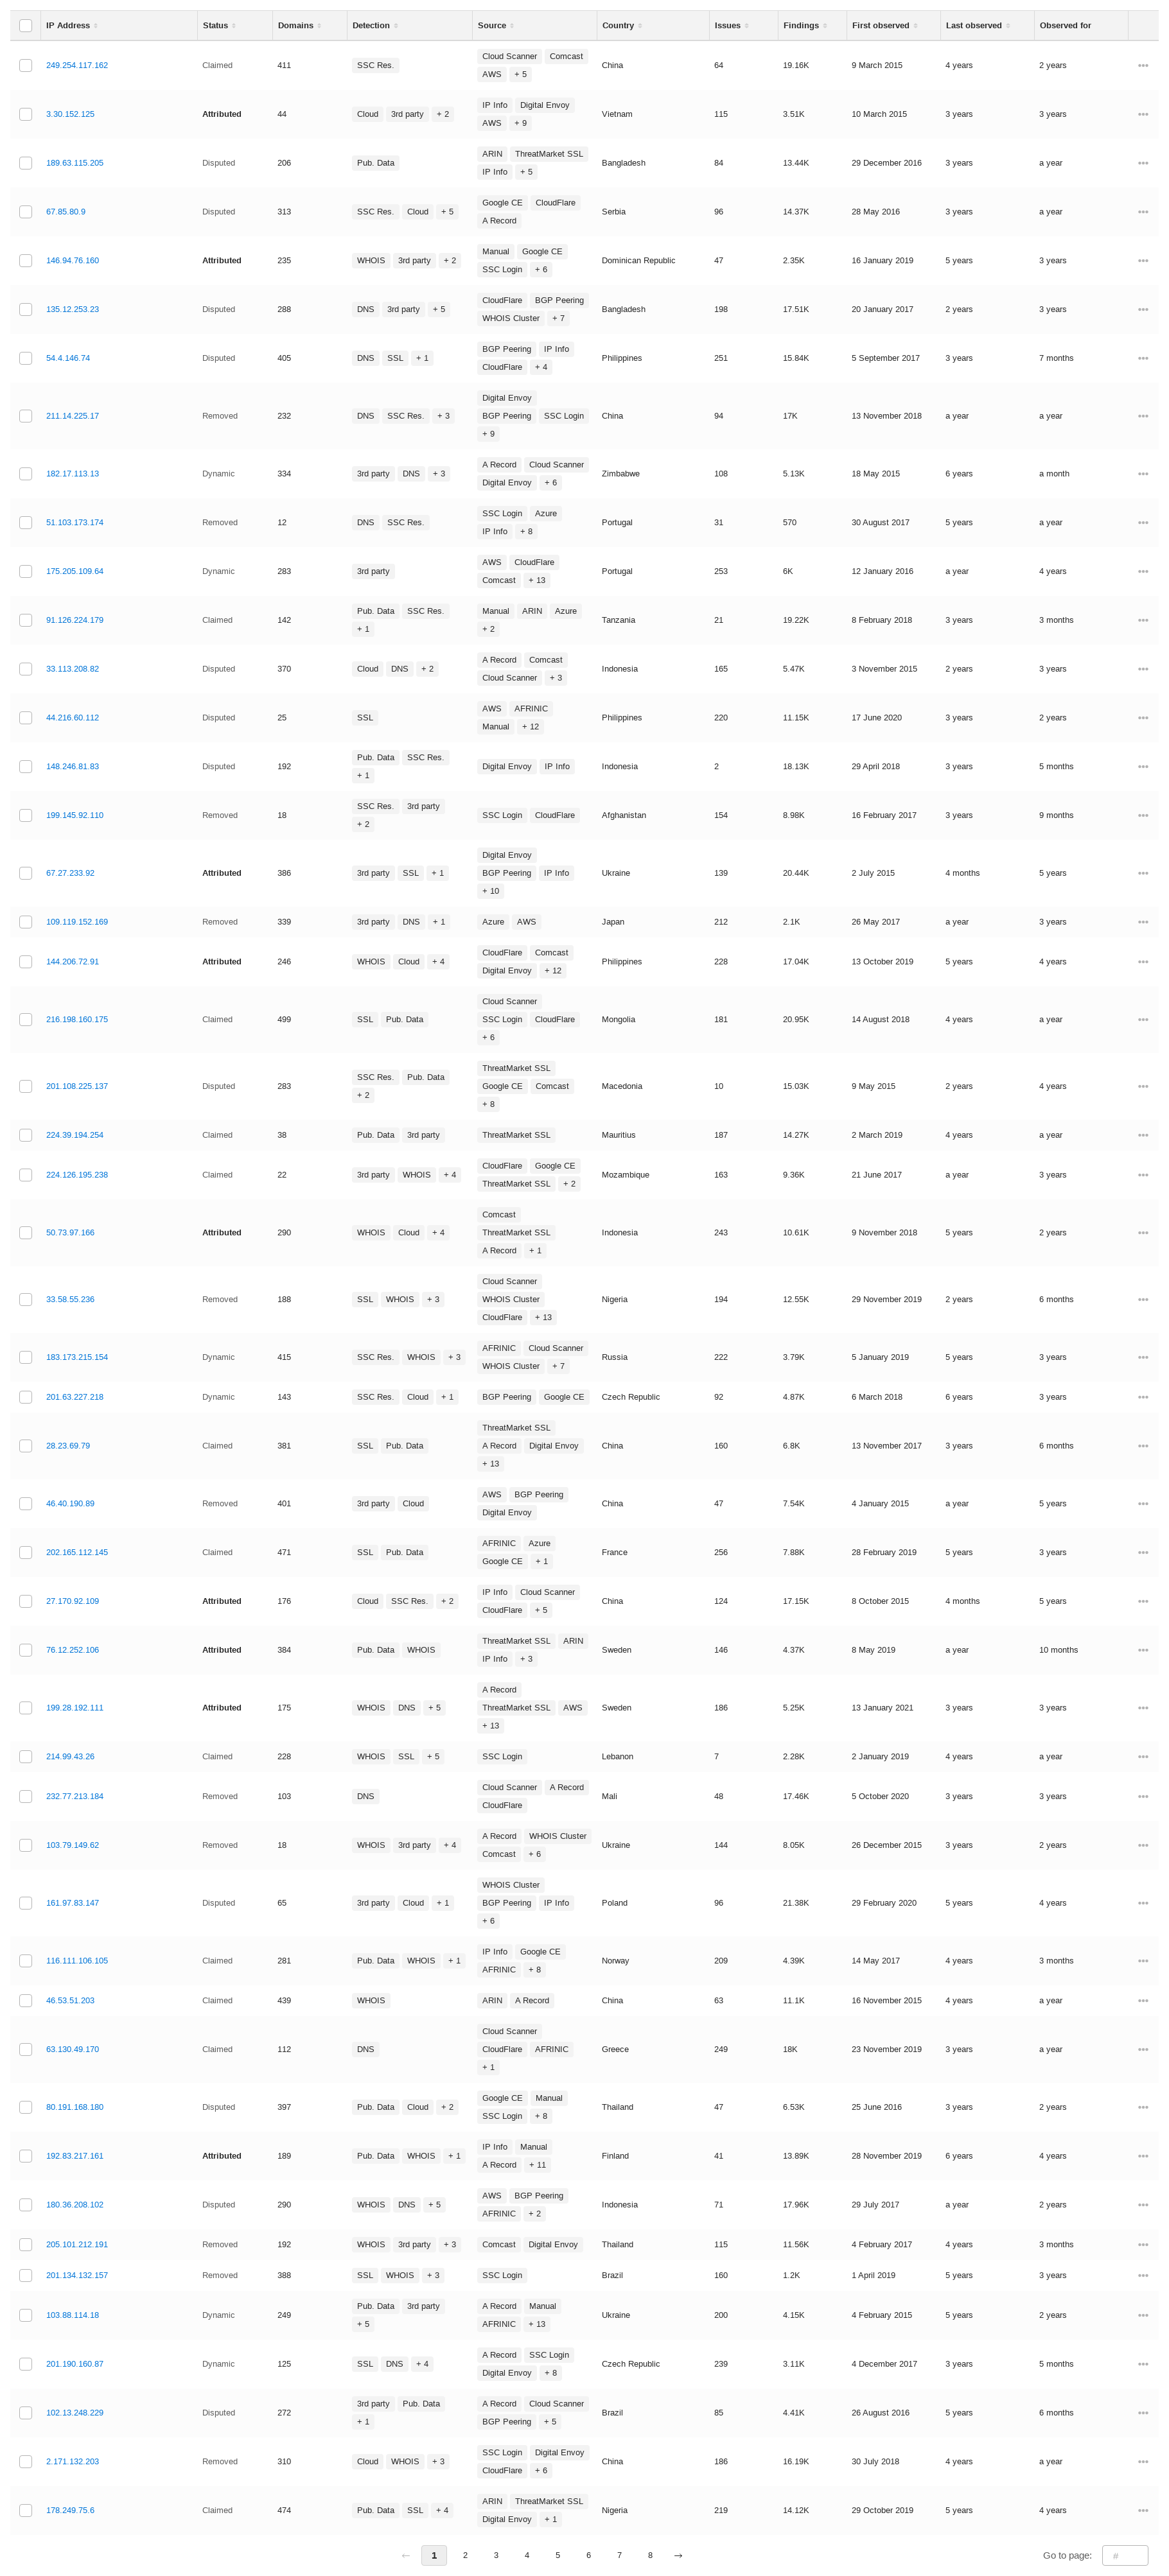 IP Address Status Domains Detection Source Country Issues Findings First observed Last observed Observed for
249.254.117.162 Claimed 411 SSC Res. Cloud Scanner Comcast AWS + 5 China 64 19.16K 9 March 2015 4 years 2 years
3.30.152.125 Attributed 44 Cloud 3rd party + 2 IP Info Digital Envoy AWS + 9 Vietnam 115 3.51K 10 March 2015 3 years 3 years
189.63.115.205 Disputed 206 Pub. Data ARIN ThreatMarket SSL IP Info + 5 Bangladesh 84 13.44K 29 December 2016 3 years a year
67.85.80.9 Disputed 313 SSC Res. Cloud + 5 Google CE CloudFlare A Record Serbia 96 14.37K 28 May 2016 3 years a year
146.94.76.160 Attributed 235 WHOIS 3rd party + 2 Manual Google CE SSC Login + 6 Dominican Republic 47 2.35K 16 January 2019 5 years 3 years
135.12.253.23 Disputed 288 DNS 3rd party + 5 CloudFlare BGP Peering WHOIS Cluster + 7 Bangladesh 198 17.51K 20 January 2017 2 years 3 years
54.4.146.74 Disputed 405 DNS SSL + 1 BGP Peering IP Info CloudFlare + 4 Philippines 251 15.84K 5 September 2017 3 years 7 months
211.14.225.17 Removed 232 DNS SSC Res. + 3 Digital Envoy BGP Peering SSC Login + 9 China 94 17K 13 November 2018 a year a year
182.17.113.13 Dynamic 334 3rd party DNS + 3 A Record Cloud Scanner Digital Envoy + 6 Zimbabwe 108 5.13K 18 May 2015 6 years a month
51.103.173.174 Removed 12 DNS SSC Res. SSC Login Azure IP Info + 8 Portugal 31 570 30 August 2017 5 years a year
175.205.109.64 Dynamic 283 3rd party AWS CloudFlare Comcast + 13 Portugal 253 6K 12 January 2016 a year 4 years
91.126.224.179 Claimed 142 Pub. Data SSC Res. + 1 Manual ARIN Azure + 2 Tanzania 21 19.22K 8 February 2018 3 years 3 months
33.113.208.82 Disputed 370 Cloud DNS + 2 A Record Comcast Cloud Scanner + 3 Indonesia 165 5.47K 3 November 2015 2 years 3 years
44.216.60.112 Disputed 25 SSL AWS AFRINIC Manual + 12 Philippines 220 11.15K 17 June 2020 3 years 2 years
148.246.81.83 Disputed 192 Pub. Data SSC Res. + 1 Digital Envoy IP Info Indonesia 2 18.13K 29 April 2018 3 years 5 months
199.145.92.110 Removed 18 SSC Res. 3rd party + 2 SSC Login CloudFlare Afghanistan 154 8.98K 16 February 2017 3 years 9 months
67.27.233.92 Attributed 386 3rd party SSL + 1 Digital Envoy BGP Peering IP Info + 10 Ukraine 139 20.44K 2 July 2015 4 months 5 years
109.119.152.169 Removed 339 3rd party DNS + 1 Azure AWS Japan 212 2.1K 26 May 2017 a year 3 years
144.206.72.91 Attributed 246 WHOIS Cloud + 4 CloudFlare Comcast Digital Envoy + 12 Philippines 228 17.04K 13 October 2019 5 years 4 years
216.198.160.175 Claimed 499 SSL Pub. Data Cloud Scanner SSC Login CloudFlare + 6 Mongolia 181 20.95K 14 August 2018 4 years a year
201.108.225.137 Disputed 283 SSC Res. Pub. Data + 2 ThreatMarket SSL Google CE Comcast + 8 Macedonia 10 15.03K 9 May 2015 2 years 4 years
224.39.194.254 Claimed 38 Pub. Data 3rd party ThreatMarket SSL Mauritius 187 14.27K 2 March 2019 4 years a year
224.126.195.238 Claimed 22 3rd party WHOIS + 4 CloudFlare Google CE ThreatMarket SSL + 2 Mozambique 163 9.36K 21 June 2017 a year 3 years
50.73.97.166 Attributed 290 WHOIS Cloud + 4 Comcast ThreatMarket SSL A Record + 1 Indonesia 243 10.61K 9 November 2018 5 years 2 years
33.58.55.236 Removed 188 SSL WHOIS + 3 Cloud Scanner WHOIS Cluster CloudFlare + 13 Nigeria 194 12.55K 29 November 2019 2 years 6 months
183.173.215.154 Dynamic 415 SSC Res. WHOIS + 3 AFRINIC Cloud Scanner WHOIS Cluster + 7 Russia 222 3.79K 5 January 2019 5 years 3 years
201.63.227.218 Dynamic 143 SSC Res. Cloud + 1 BGP Peering Google CE Czech Republic 92 4.87K 6 March 2018 6 years 3 years
28.23.69.79 Claimed 381 SSL Pub. Data ThreatMarket SSL A Record Digital Envoy + 13 China 160 6.8K 13 November 2017 3 years 6 months
46.40.190.89 Removed 401 3rd party Cloud AWS BGP Peering Digital Envoy China 47 7.54K 4 January 2015 a year 5 years
202.165.112.145 Claimed 471 SSL Pub. Data AFRINIC Azure Google CE + 1 France 256 7.88K 28 February 2019 5 years 3 years
27.170.92.109 Attributed 176 Cloud SSC Res. + 2 IP Info Cloud Scanner CloudFlare + 5 China 124 17.15K 8 October 2015 4 months 5 years
76.12.252.106 Attributed 384 Pub. Data WHOIS ThreatMarket SSL ARIN IP Info + 3 Sweden 146 4.37K 8 May 2019 a year 10 months
199.28.192.111 Attributed 175 WHOIS DNS + 5 A Record ThreatMarket SSL AWS + 13 Sweden 186 5.25K 13 January 2021 3 years 3 years
214.99.43.26 Claimed 228 WHOIS SSL + 5 SSC Login Lebanon 7 2.28K 2 January 2019 4 years a year
232.77.213.184 Removed 103 DNS Cloud Scanner A Record CloudFlare Mali 48 17.46K 5 October 2020 3 years 3 years
103.79.149.62 Removed 18 WHOIS 3rd party + 4 A Record WHOIS Cluster Comcast + 6 Ukraine 144 8.05K 26 December 2015 3 years 2 years
161.97.83.147 Disputed 65 3rd party Cloud + 1 WHOIS Cluster BGP Peering IP Info + 6 Poland 96 21.38K 29 February 2020 5 years 4 years
116.111.106.105 Claimed 281 Pub. Data WHOIS + 1 IP Info Google CE AFRINIC + 8 Norway 209 4.39K 14 May 2017 4 years 3 months
46.53.51.203 Claimed 439 WHOIS ARIN A Record China 63 11.1K 16 November 2015 4 years a year
63.130.49.170 Claimed 112 DNS Cloud Scanner CloudFlare AFRINIC + 1 Greece 249 18K 23 November 2019 3 years a year
80.191.168.180 Disputed 397 Pub. Data Cloud + 2 Google CE Manual SSC Login + 8 Thailand 47 6.53K 25 June 2016 3 years 2 years
192.83.217.161 Attributed 189 Pub. Data WHOIS + 1 IP Info Manual A Record + 11 Finland 41 13.89K 28 November 2019 6 years 4 years
180.36.208.102 Disputed 290 WHOIS DNS + 5 AWS BGP Peering AFRINIC + 2 Indonesia 71 17.96K 29 July 2017 a year 2 years
205.101.212.191 Removed 192 WHOIS 3rd party + 3 Comcast Digital Envoy Thailand 115 11.56K 4 February 2017 4 years 3 months
201.134.132.157 Removed 388 SSL WHOIS + 3 SSC Login Brazil 160 1.2K 1 April 2019 5 years 3 years
103.88.114.18 Dynamic 249 Pub. Data 3rd party + 5 A Record Manual AFRINIC + 13 Ukraine 200 4.15K 4 February 2015 5 years 2 years
201.190.160.87 Dynamic 125 SSL DNS + 4 A Record SSC Login Digital Envoy + 8 Czech Republic 239 3.11K 4 December 2017 3 years 5 months
102.13.248.229 Disputed 272 3rd party Pub. Data + 1 A Record Cloud Scanner BGP Peering + 5 Brazil 85 4.41K 26 August 2016 5 years 6 months
2.171.132.203 Removed 310 Cloud WHOIS + 3 SSC Login Digital Envoy CloudFlare + 6 China 186 16.19K 30 July 2018 4 years a year
178.249.75.6 Claimed 474 Pub. Data SSL + 4 ARIN ThreatMarket SSL Digital Envoy + 1 Nigeria 219 14.12K 29 October 2019 5 years 4 years
← 1 2 3 4 5 6 7 8 → Go to page: #